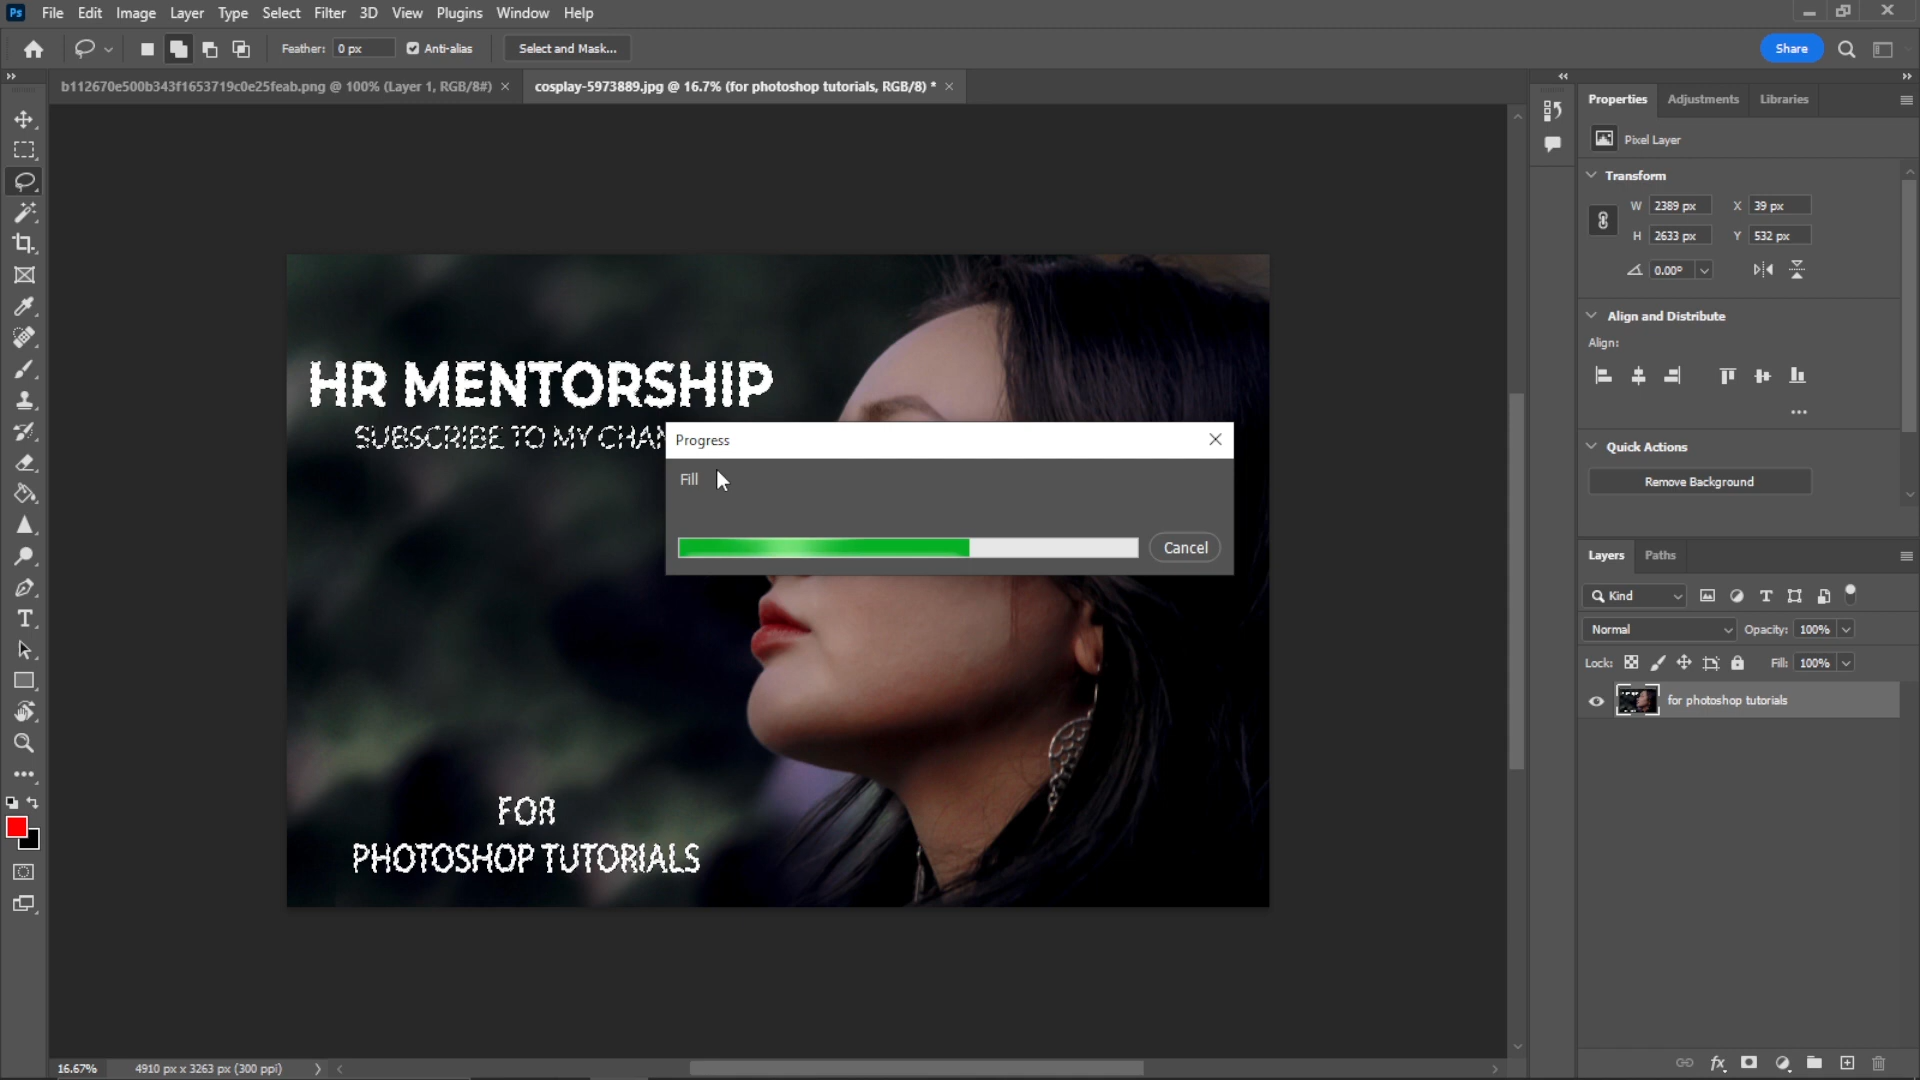 Ps File Edit Image Layer Type Select Filter 3D View Plugins Window Help
Feather: 0 px Anti-alias Select and Mask... Share
b112670e500b343f1653719c0e25feab.png @ 100% (Layer 1, RGB/8#) × cosplay-5973889.jpg @ 16.7% (for photoshop tutorials, RGB/8) * ×
Properties Adjustments Libraries
Pixel Layer
Transform
W 2389 px X 39 px
H 2633 px Y 532 px
0.00°
Align and Distribute
Align:
Quick Actions
Remove Background
HR MENTORSHIP
SUBSCRIBE TO MY CHAN
Progress
Fill
Cancel
FOR
PHOTOSHOP TUTORIALS
Layers Paths
Kind
Normal Opacity: 100%
Lock: Fill: 100%
for photoshop tutorials
16.67% 4910 px x 3263 px (300 ppi)